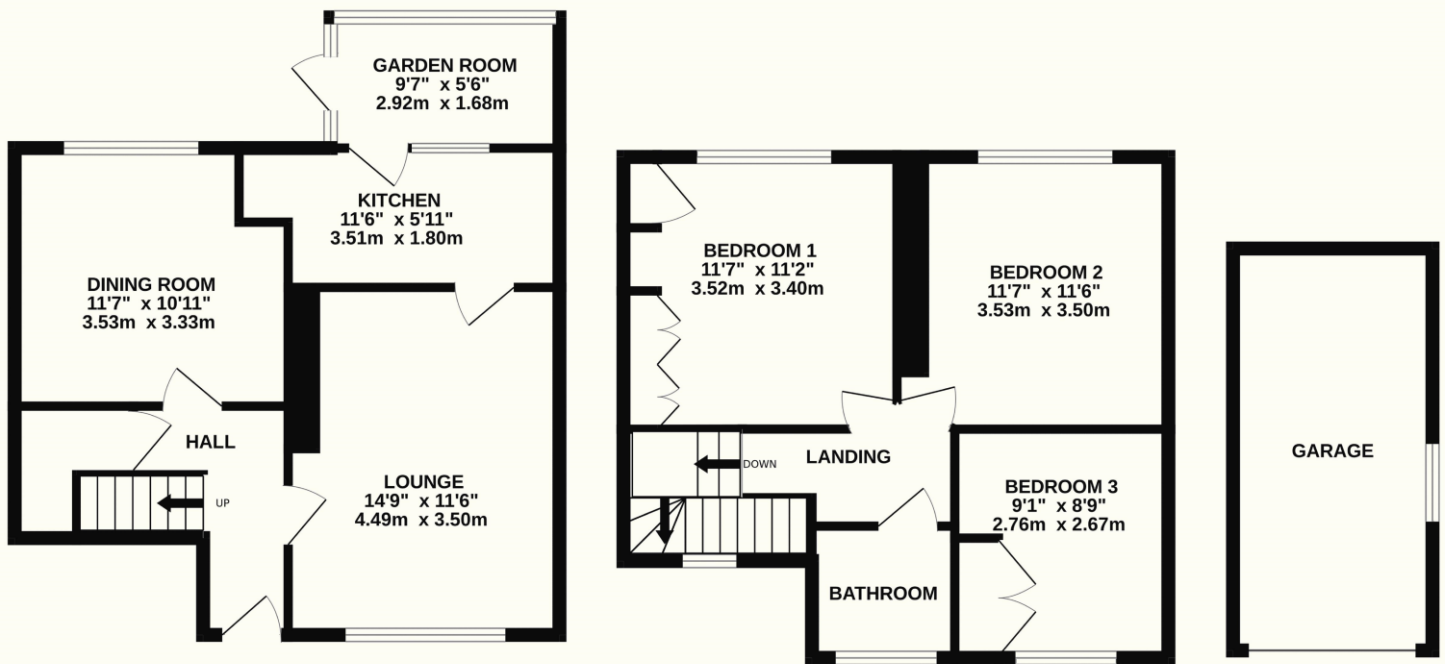 GARDEN ROOM
9'7" x 5'6"
2.92m x 1.68m
KITCHEN
11'6" x 5'11"
3.51m x 1.80m
DINING ROOM
11'7" x 10'11"
3.53m x 3.33m
HALL
UP
LOUNGE
14'9" x 11'6"
4.49m x 3.50m
BEDROOM 1
11'7" x 11'2"
3.52m x 3.40m
BEDROOM 2
11'7" x 11'6"
3.53m x 3.50m
DOWN
LANDING
BEDROOM 3
9'1" x 8'9"
2.76m x 2.67m
BATHROOM
GARAGE